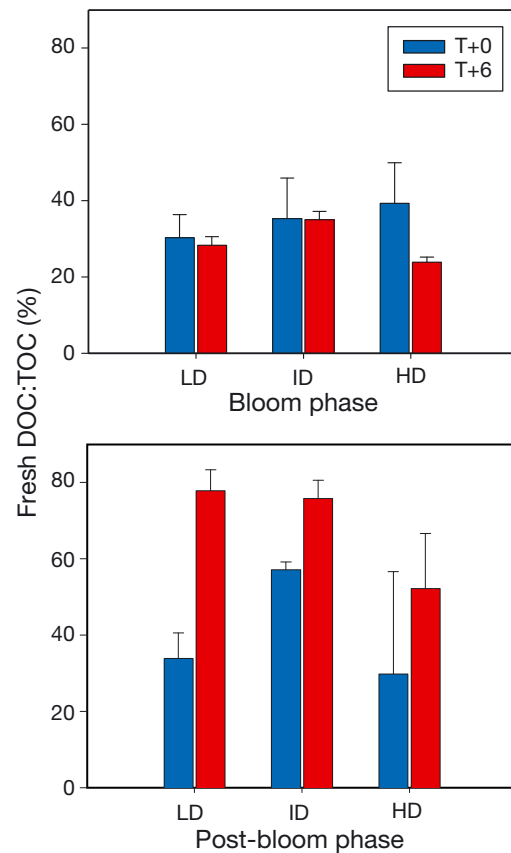 80
60
40
20
0
T+0
T+6
LD ID HD
Bloom phase
Fresh DOC:TOC (%)
80
60
40
20
0
LD ID HD
Post-bloom phase